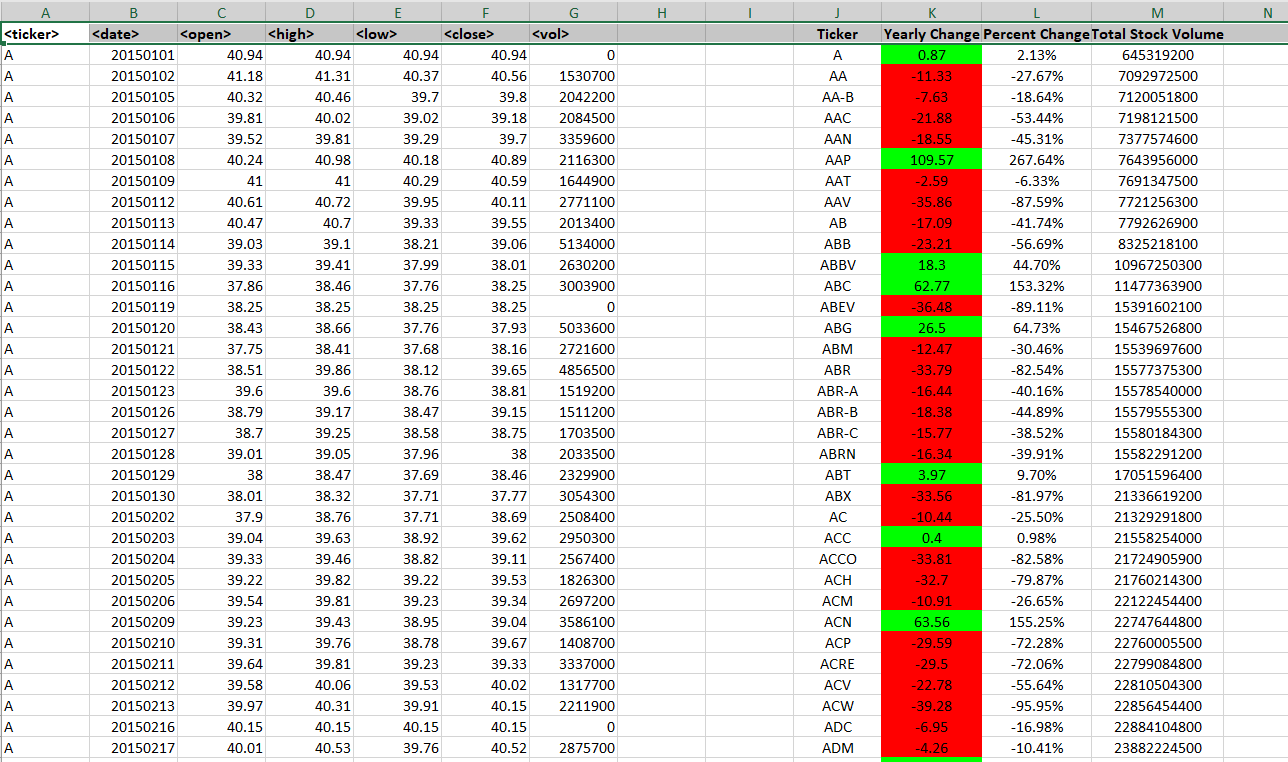 A B C D E F G H I J K L M N
<ticker> <date> <open> <high> <low> <close> <vol> Ticker Yearly Change Percent Change Total Stock Volume
A 20150101 40.94 40.94 40.94 40.94 0 A 0.87 2.13% 645319200
A 20150102 41.18 41.31 40.37 40.56 1530700 AA -11.33 -27.67% 7092972500
A 20150105 40.32 40.46 39.7 39.8 2042200 AA-B -7.63 -18.64% 7120051800
A 20150106 39.81 40.02 39.02 39.18 2084500 AAC -21.88 -53.44% 7198121500
A 20150107 39.52 39.81 39.29 39.7 3359600 AAN -18.55 -45.31% 7377574600
A 20150108 40.24 40.98 40.18 40.89 2116300 AAP 109.57 267.64% 7643956000
A 20150109 41 41 40.29 40.59 1644900 AAT -2.59 -6.33% 7691347500
A 20150112 40.61 40.72 39.95 40.11 2771100 AAV -35.86 -87.59% 7721256300
A 20150113 40.47 40.7 39.33 39.55 2013400 AB -17.09 -41.74% 7792626900
A 20150114 39.03 39.1 38.21 39.06 5134000 ABB -23.21 -56.69% 8325218100
A 20150115 39.33 39.41 37.99 38.01 2630200 ABBV 18.3 44.70% 10967250300
A 20150116 37.86 38.46 37.76 38.25 3003900 ABC 62.77 153.32% 11477363900
A 20150119 38.25 38.25 38.25 38.25 0 ABEV -36.48 -89.11% 15391602100
A 20150120 38.43 38.66 37.76 37.93 5033600 ABG 26.5 64.73% 15467526800
A 20150121 37.75 38.41 37.68 38.16 2721600 ABM -12.47 -30.46% 15539697600
A 20150122 38.51 39.86 38.12 39.65 4856500 ABR -33.79 -82.54% 15577375300
A 20150123 39.6 39.6 38.76 38.81 1519200 ABR-A -16.44 -40.16% 15578540000
A 20150126 38.79 39.17 38.47 39.15 1511200 ABR-B -18.38 -44.89% 15579555300
A 20150127 38.7 39.25 38.58 38.75 1703500 ABR-C -15.77 -38.52% 15580184300
A 20150128 39.01 39.05 37.96 38 2033500 ABRN -16.34 -39.91% 15582291200
A 20150129 38 38.47 37.69 38.46 2329900 ABT 3.97 9.70% 17051596400
A 20150130 38.01 38.32 37.71 37.77 3054300 ABX -33.56 -81.97% 21336619200
A 20150202 37.9 38.76 37.71 38.69 2508400 AC -10.44 -25.50% 21329291800
A 20150203 39.04 39.63 38.92 39.62 2950300 ACC 0.4 0.98% 21558254000
A 20150204 39.33 39.46 38.82 39.11 2567400 ACCO -33.81 -82.58% 21724905900
A 20150205 39.22 39.82 39.22 39.53 1826300 ACH -32.7 -79.87% 21760214300
A 20150206 39.54 39.81 39.23 39.34 2697200 ACM -10.91 -26.65% 22122454400
A 20150209 39.23 39.43 38.95 39.04 3586100 ACN 63.56 155.25% 22747644800
A 20150210 39.31 39.76 38.78 39.67 1408700 ACP -29.59 -72.28% 22760005500
A 20150211 39.64 39.81 39.23 39.33 3337000 ACRE -29.5 -72.06% 22799084800
A 20150212 39.58 40.06 39.53 40.02 1317700 ACV -22.78 -55.64% 22810504300
A 20150213 39.97 40.31 39.91 40.15 2211900 ACW -39.28 -95.95% 22856454400
A 20150216 40.15 40.15 40.15 40.15 0 ADC -6.95 -16.98% 22884104800
A 20150217 40.01 40.53 39.76 40.52 2875700 ADM -4.26 -10.41% 23882224500